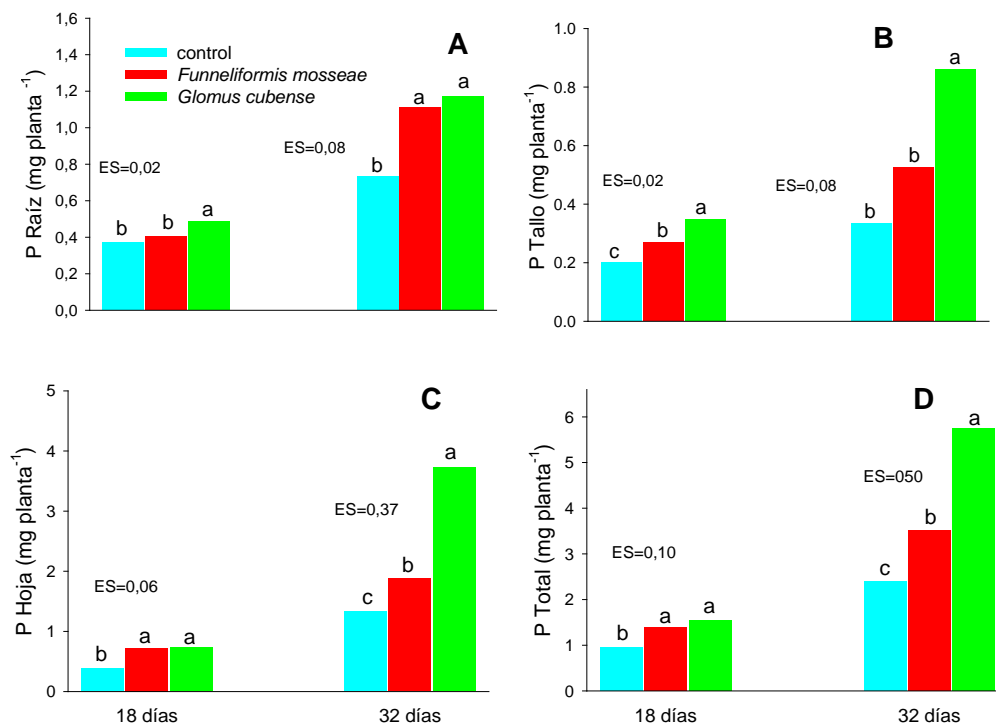 A
P Raíz (mg planta-1)
1,6
1,4
1,2
1,0
0,8
0,6
0,4
0,2
0,0
control
Funneliformis mosseae
Glomus cubense
ES=0,02
b
b
a
ES=0,08
b
a
a
B
P Tallo (mg planta-1)
1.0
0.8
0.6
0.4
0.2
0.0
ES=0,02
c
b
a
ES=0,08
b
b
a
C
P Hoja (mg planta-1)
5
4
3
2
1
0
ES=0,06
b
a
a
ES=0,37
c
b
a
18 días
32 días
D
P Total (mg planta-1)
6
5
4
3
2
1
0
ES=0,10
b
a
a
ES=050
c
b
a
18 días
32 días